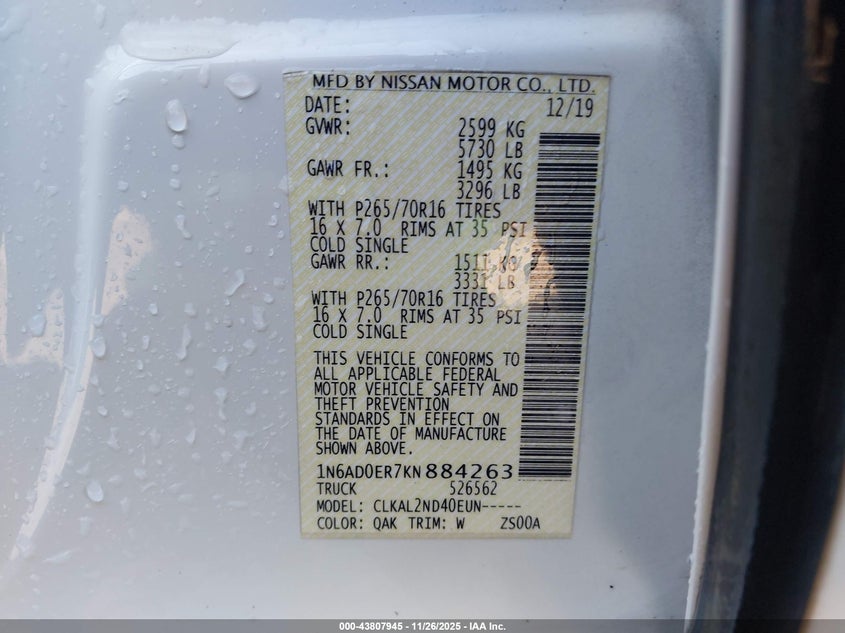 MFD BY NISSAN MOTOR CO., LTD.
DATE: 12/19
GVWR: 2599 KG
5730 LB
GAWR FR.: 1495 KG
3296 LB
WITH P265/70R16 TIRES
16 X 7.0 RIMS AT 35 PSI
COLD SINGLE
GAWR RR.: 1511 KG
3331 LB
WITH P265/70R16 TIRES
16 X 7.0 RIMS AT 35 PSI
COLD SINGLE
THIS VEHICLE CONFORMS TO
ALL APPLICABLE FEDERAL
MOTOR VEHICLE SAFETY AND
THEFT PREVENTION
STANDARDS IN EFFECT ON
THE DATE OF MANUFACTURE
SHOWN ABOVE.
1N6AD0ER7KN884263
TRUCK 526562
MODEL: CLKAL2ND40EUN-----
COLOR: QAK TRIM: W ZS00A
000-43807945 - 11/26/2025 - IAA Inc.